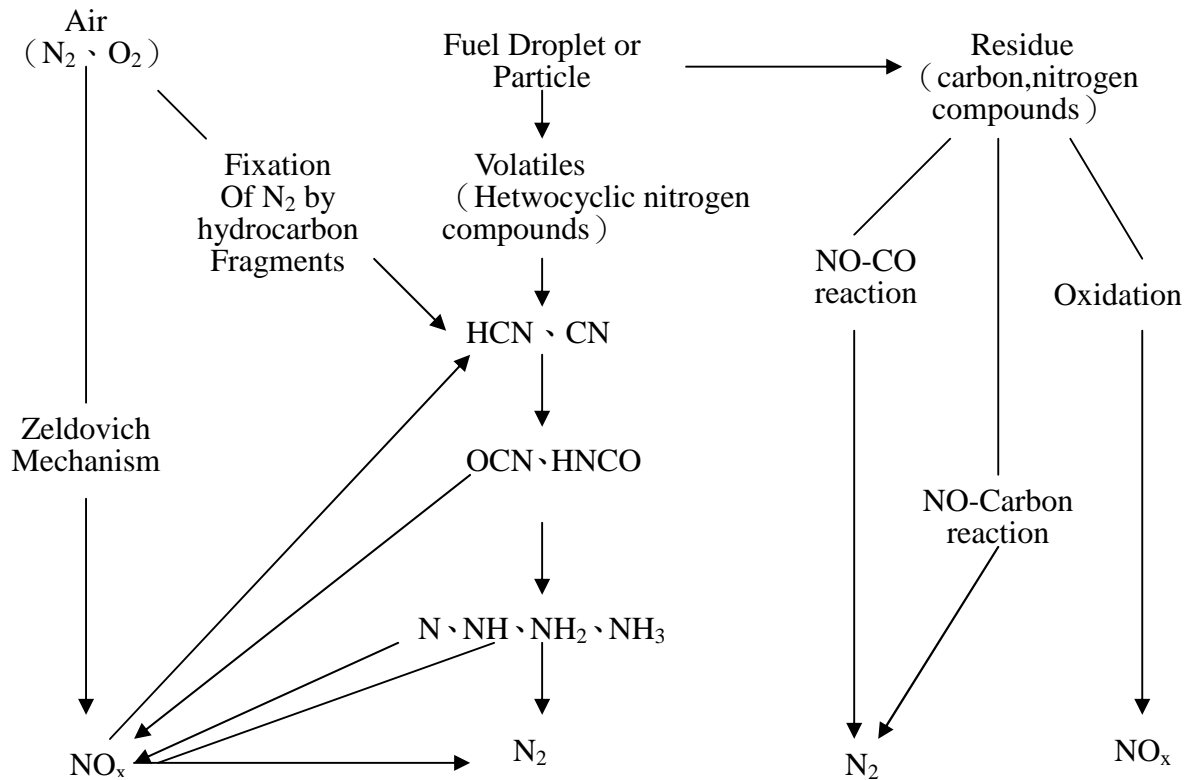 Air
（N₂、O₂）
Fuel Droplet or
Particle
Residue
（carbon,nitrogen
compounds）
Fixation
Of N₂ by
hydrocarbon
Fragments
Volatiles
（Hetwocyclic nitrogen
compounds）
NO-CO
reaction
Oxidation
HCN、CN
Zeldovich
Mechanism
OCN、HNCO
NO-Carbon
reaction
N、NH、NH₂、NH₃
NOₓ
N₂
N₂
NOₓ